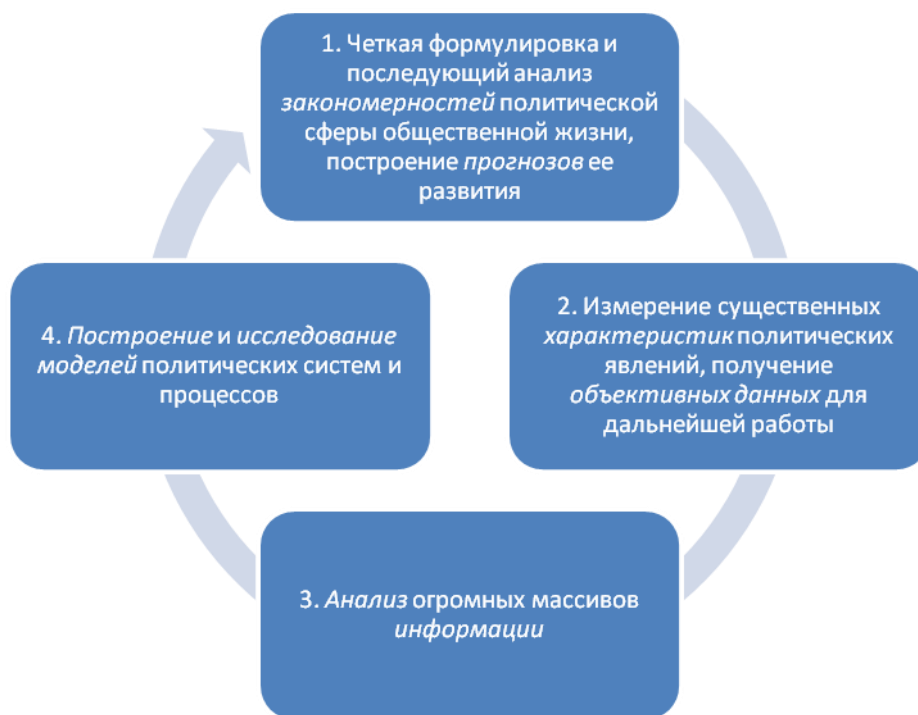 1. Четкая формулировка и
последующий анализ
закономерностей политической
сферы общественной жизни,
построение прогнозов ее
развития
2. Измерение существенных
характеристик политических
явлений, получение
объективных данных для
дальнейшей работы
3. Анализ огромных массивов
информации
4. Построение и исследование
моделей политических систем и
процессов